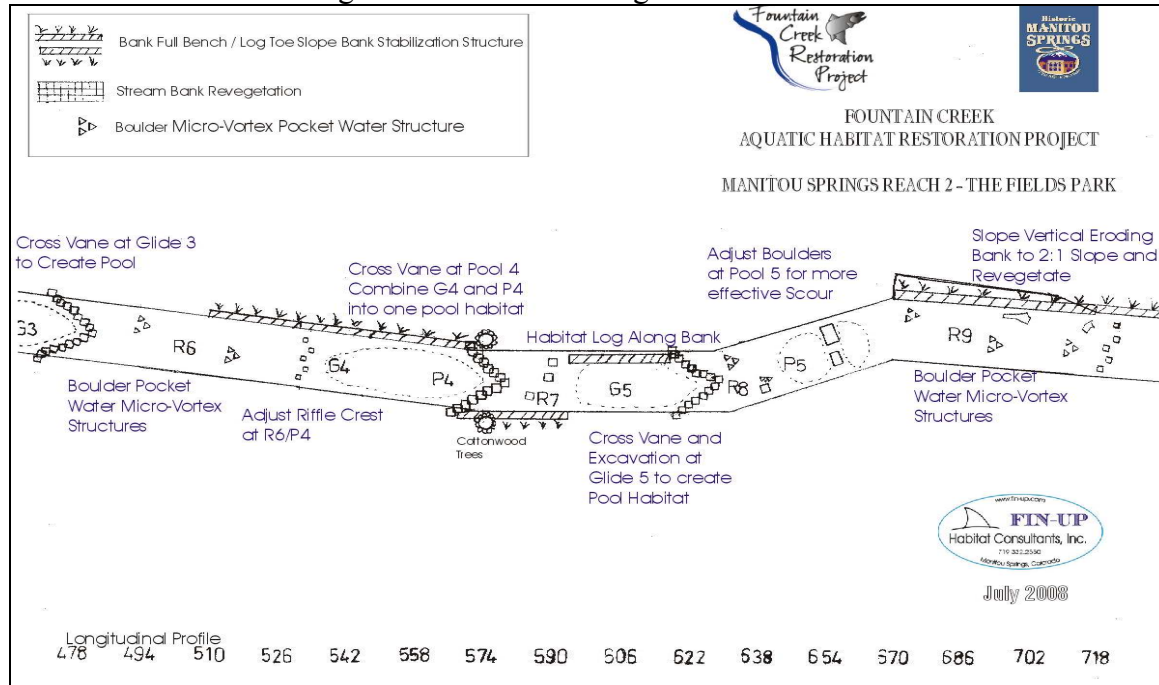 Bank Full Bench / Log Toe Slope Bank Stabilization Structure
Stream Bank Revegetation
Boulder Micro-Vortex Pocket Water Structure
Fountain
Creek
Restoration
Project
Historic
MANITOU
SPRINGS
FOUNTAIN CREEK
AQUATIC HABITAT RESTORATION PROJECT
MANITOU SPRINGS REACH 2 - THE FIELDS PARK
Cross Vane at Glide 3
to Create Pool
Cross Vane at Pool 4
Combine G4 and P4
into one pool habitat
Adjust Boulders
at Pool 5 for more
effective Scour
Slope Vertical Eroding
Bank to 2:1 Slope and
Revegetate
Habitat Log Along Bank
G3
R6
G4
P4
R7
G5
R8
P5
R9
Boulder Pocket
Water Micro-Vortex
Structures
Adjust Riffle Crest
at R6/P4
Cottonwood
Trees
Cross Vane and
Excavation at
Glide 5 to create
Pool Habitat
Boulder Pocket
Water Micro-Vortex
Structures
www.fin-up.com
FIN-UP
Habitat Consultants, Inc.
Manitou Springs, Colorado
July 2008
Longitudinal Profile
478 494 510 526 542 558 574 590 606 622 638 654 670 686 702 718